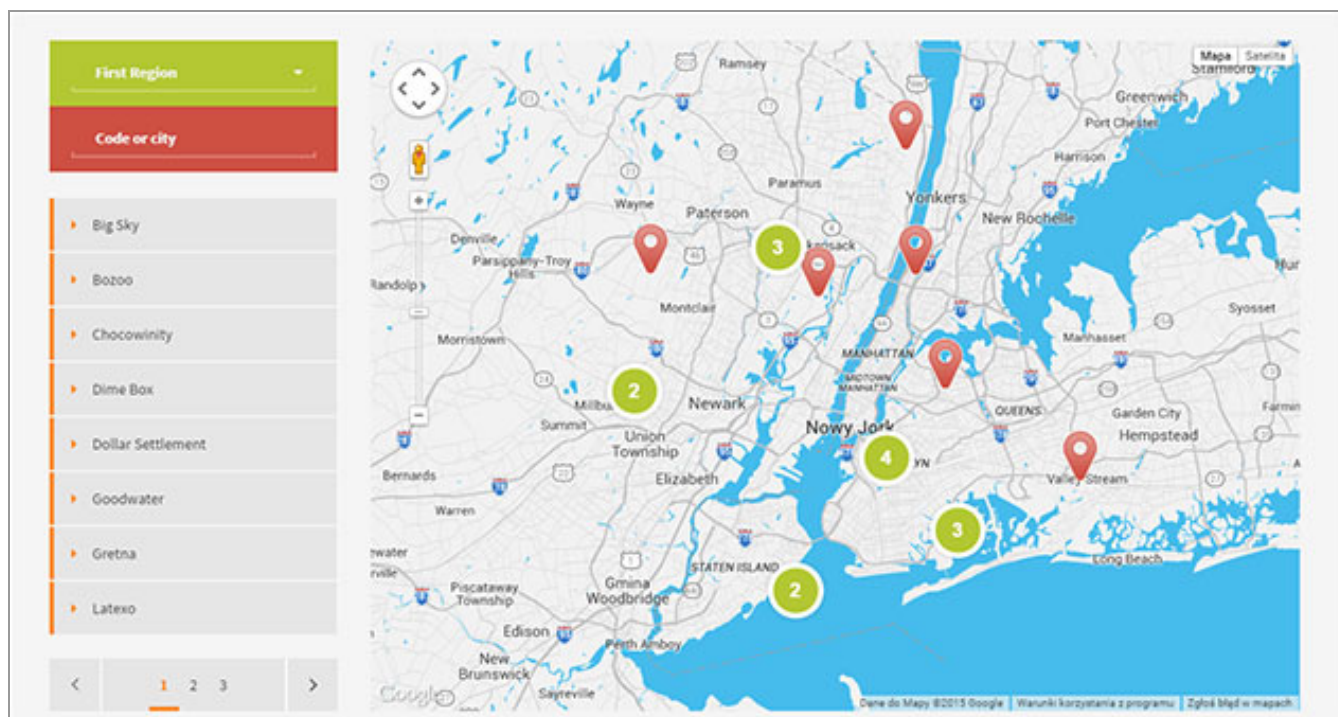 First Region
Code or city
Big Sky
Bozoo
Chocowinity
Dime Box
Dollar Settlement
Goodwater
Gretna
Latexo
1 2 3
Mapa Satelita
Ramsey
Stamford
Greenwich
Port Chester
Harrison
Paramus
Yonkers
Wayne
Paterson
New Rochelle
Denville
Parsippany-Troy
Hills
3
Montclair
Syosset
Morristown
Manhasset
MANHATTAN
MIDTOWN
MANHATTAN
2
Newark
QUEENS
Garden City
Summit
Nowy Jork
Hempstead
Union
Township
4
Bernards
Elizabeth
Valley Stream
Warren
3
Long Beach
STATEN ISLAND
2
Piscataway
Township
Gmina
Woodbridge
Edison
Perth Amboy
New
Brunswick
Sayreville
Google
Dane do Mapy ©2015 Google
Warunki korzystania z programu
Zgłoś błąd w mapach